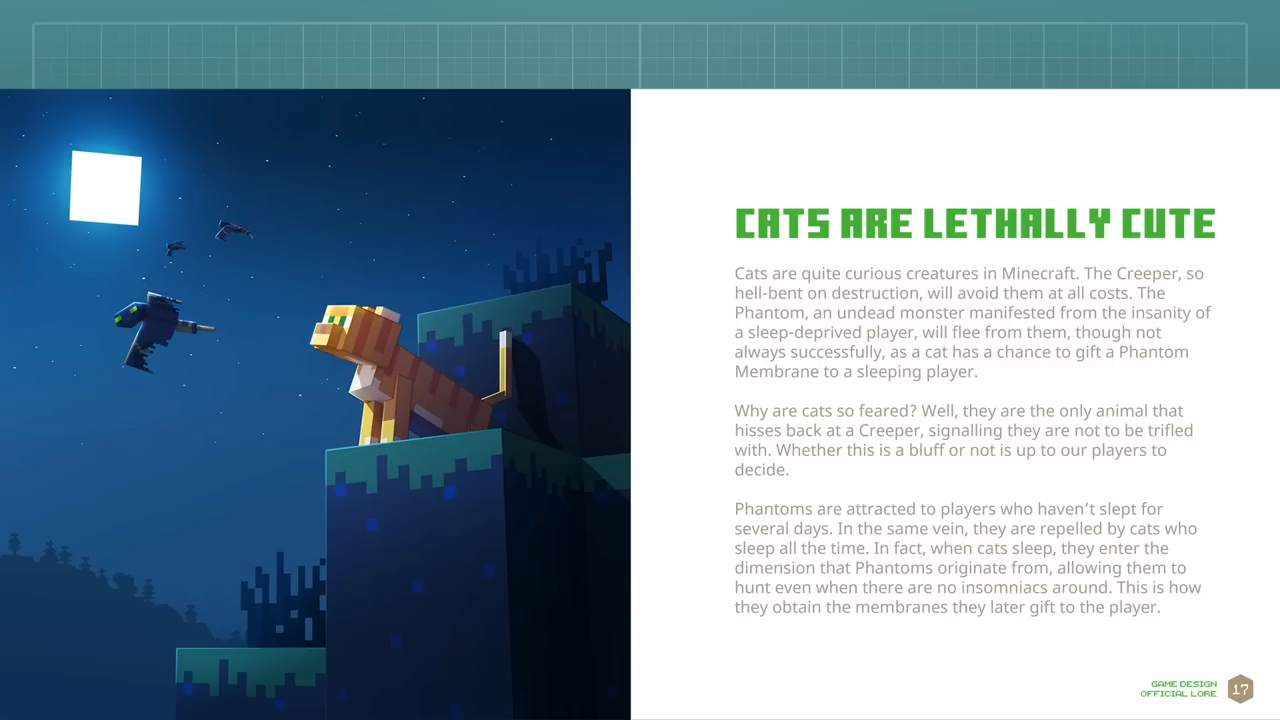 CATS ARE LETHALLY CUTE
Cats are quite curious creatures in Minecraft. The Creeper, so
hell-bent on destruction, will avoid them at all costs. The
Phantom, an undead monster manifested from the insanity of
a sleep-deprived player, will flee from them, though not
always successfully, as a cat has a chance to gift a Phantom
Membrane to a sleeping player.
Why are cats so feared? Well, they are the only animal that
hisses back at a Creeper, signalling they are not to be trifled
with. Whether this is a bluff or not is up to our players to
decide.
Phantoms are attracted to players who haven’t slept for
several days. In the same vein, they are repelled by cats who
sleep all the time. In fact, when cats sleep, they enter the
dimension that Phantoms originate from, allowing them to
hunt even when there are no insomniacs around. This is how
they obtain the membranes they later gift to the player.
GAME DESIGN
OFFICIAL LORE
17